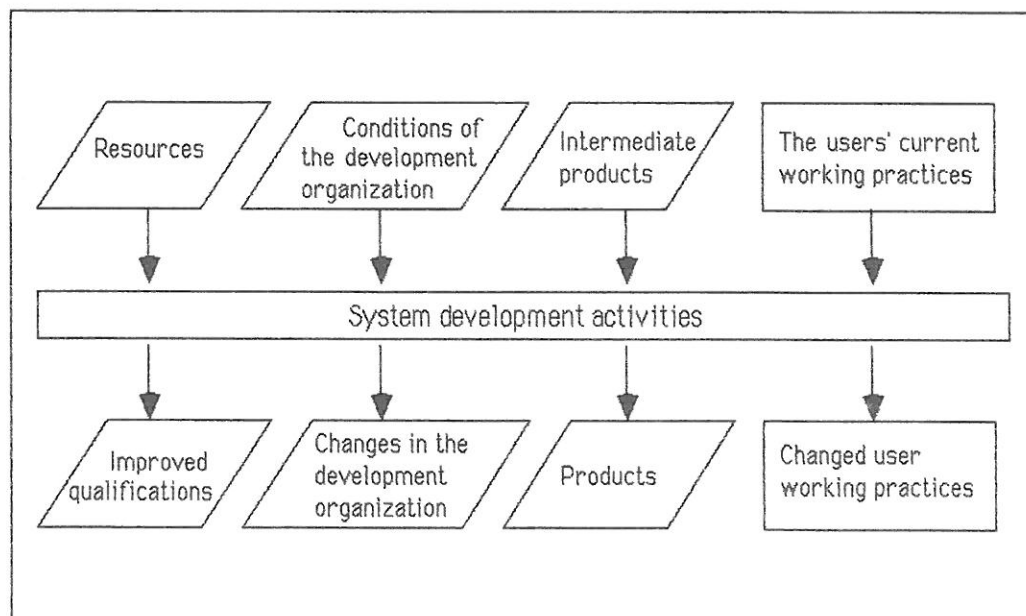 Resources
Conditions of
the development
organization
Intermediate
products
The users' current
working practices
System development activities
Improved
qualifications
Changes in the
development
organization
Products
Changed user
working practices